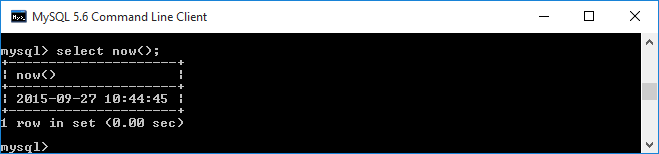 MySQL 5.6 Command Line Client
mysql> select now();
+---------------------+
| now()               |
+---------------------+
| 2015-09-27 10:44:45 |
+---------------------+
1 row in set (0.00 sec)
mysql>